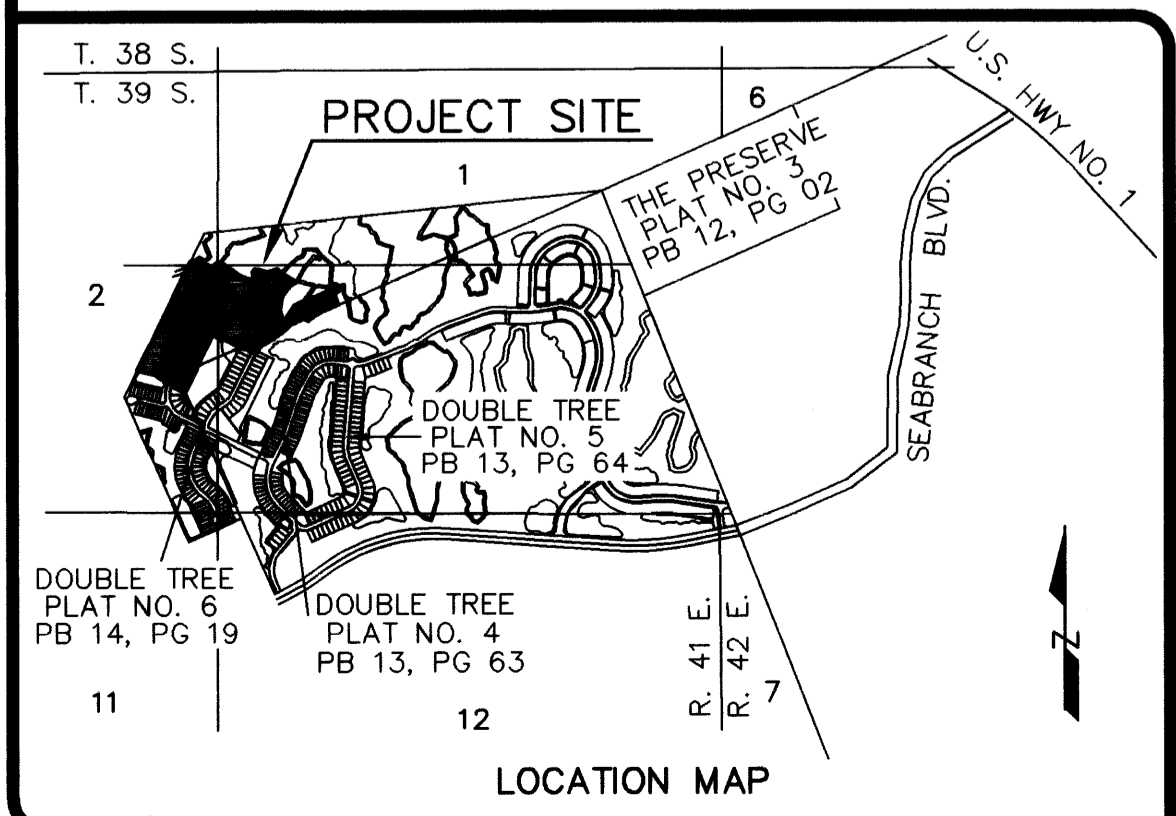 T. 38 S.
T. 39 S.
PROJECT SITE
1
6
U.S. HWY NO. 1
THE PRESERVE
PLAT NO. 3
PB 12, PG 02
SEABRANCH BLVD.
2
DOUBLE TREE
PLAT NO. 5
PB 13, PG 64
DOUBLE TREE
PLAT NO. 6
PB 14, PG 19
DOUBLE TREE
PLAT NO. 4
PB 13, PG 63
R. 41 E.
R. 42 E.
N
11
12
7
LOCATION MAP